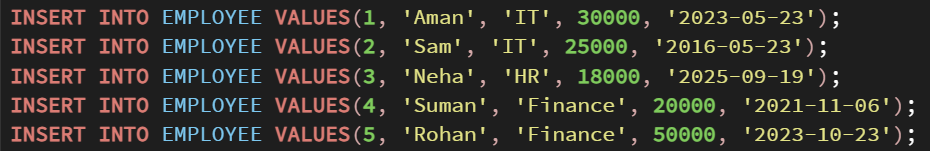 INSERT INTO EMPLOYEE VALUES(1, 'Aman', 'IT', 30000, '2023-05-23');
INSERT INTO EMPLOYEE VALUES(2, 'Sam', 'IT', 25000, '2016-05-23');
INSERT INTO EMPLOYEE VALUES(3, 'Neha', 'HR', 18000, '2025-09-19');
INSERT INTO EMPLOYEE VALUES(4, 'Suman', 'Finance', 20000, '2021-11-06');
INSERT INTO EMPLOYEE VALUES(5, 'Rohan', 'Finance', 50000, '2023-10-23');